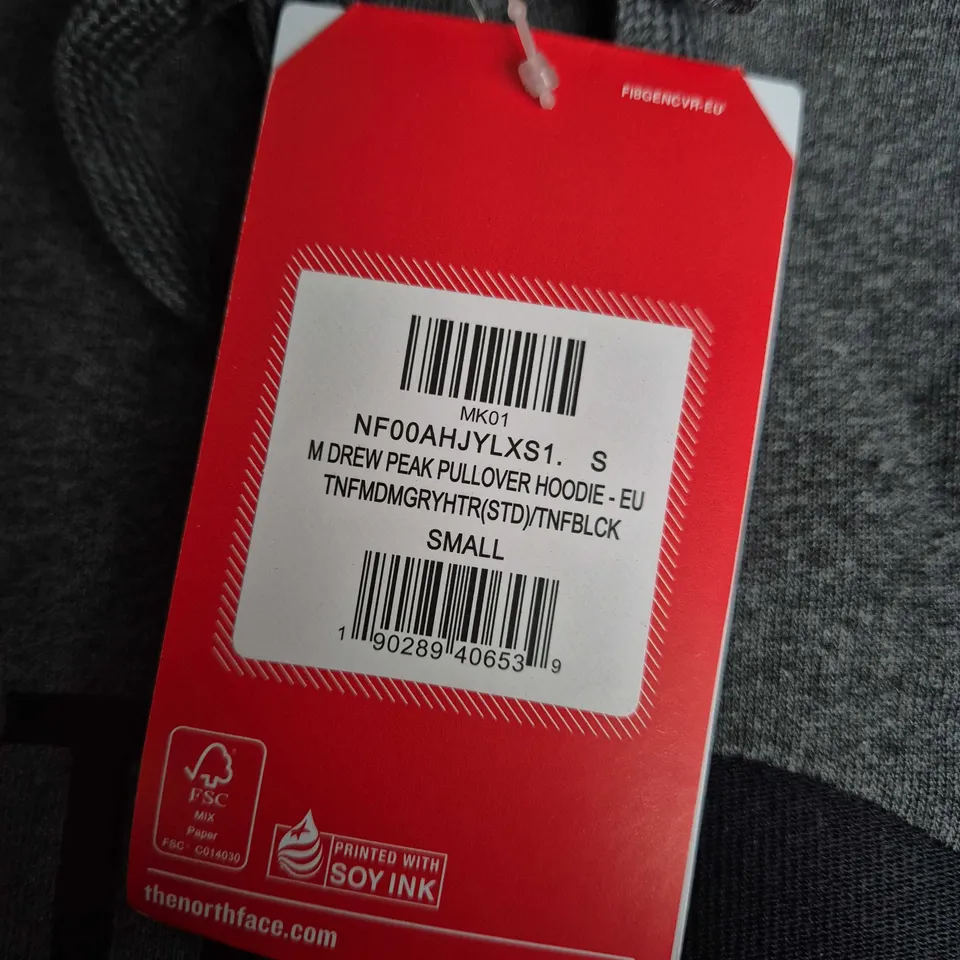 FI8GENCVR-EU
MK01
NF00AHJYLXS1. S
M DREW PEAK PULLOVER HOODIE - EU
TNFMDMGRYHTR(STD)/TNFBLCK
SMALL
1 90289 40653 9
FSC
MIX
Paper
FSC® C014030
PRINTED WITH
SOY INK
thenorthface.com